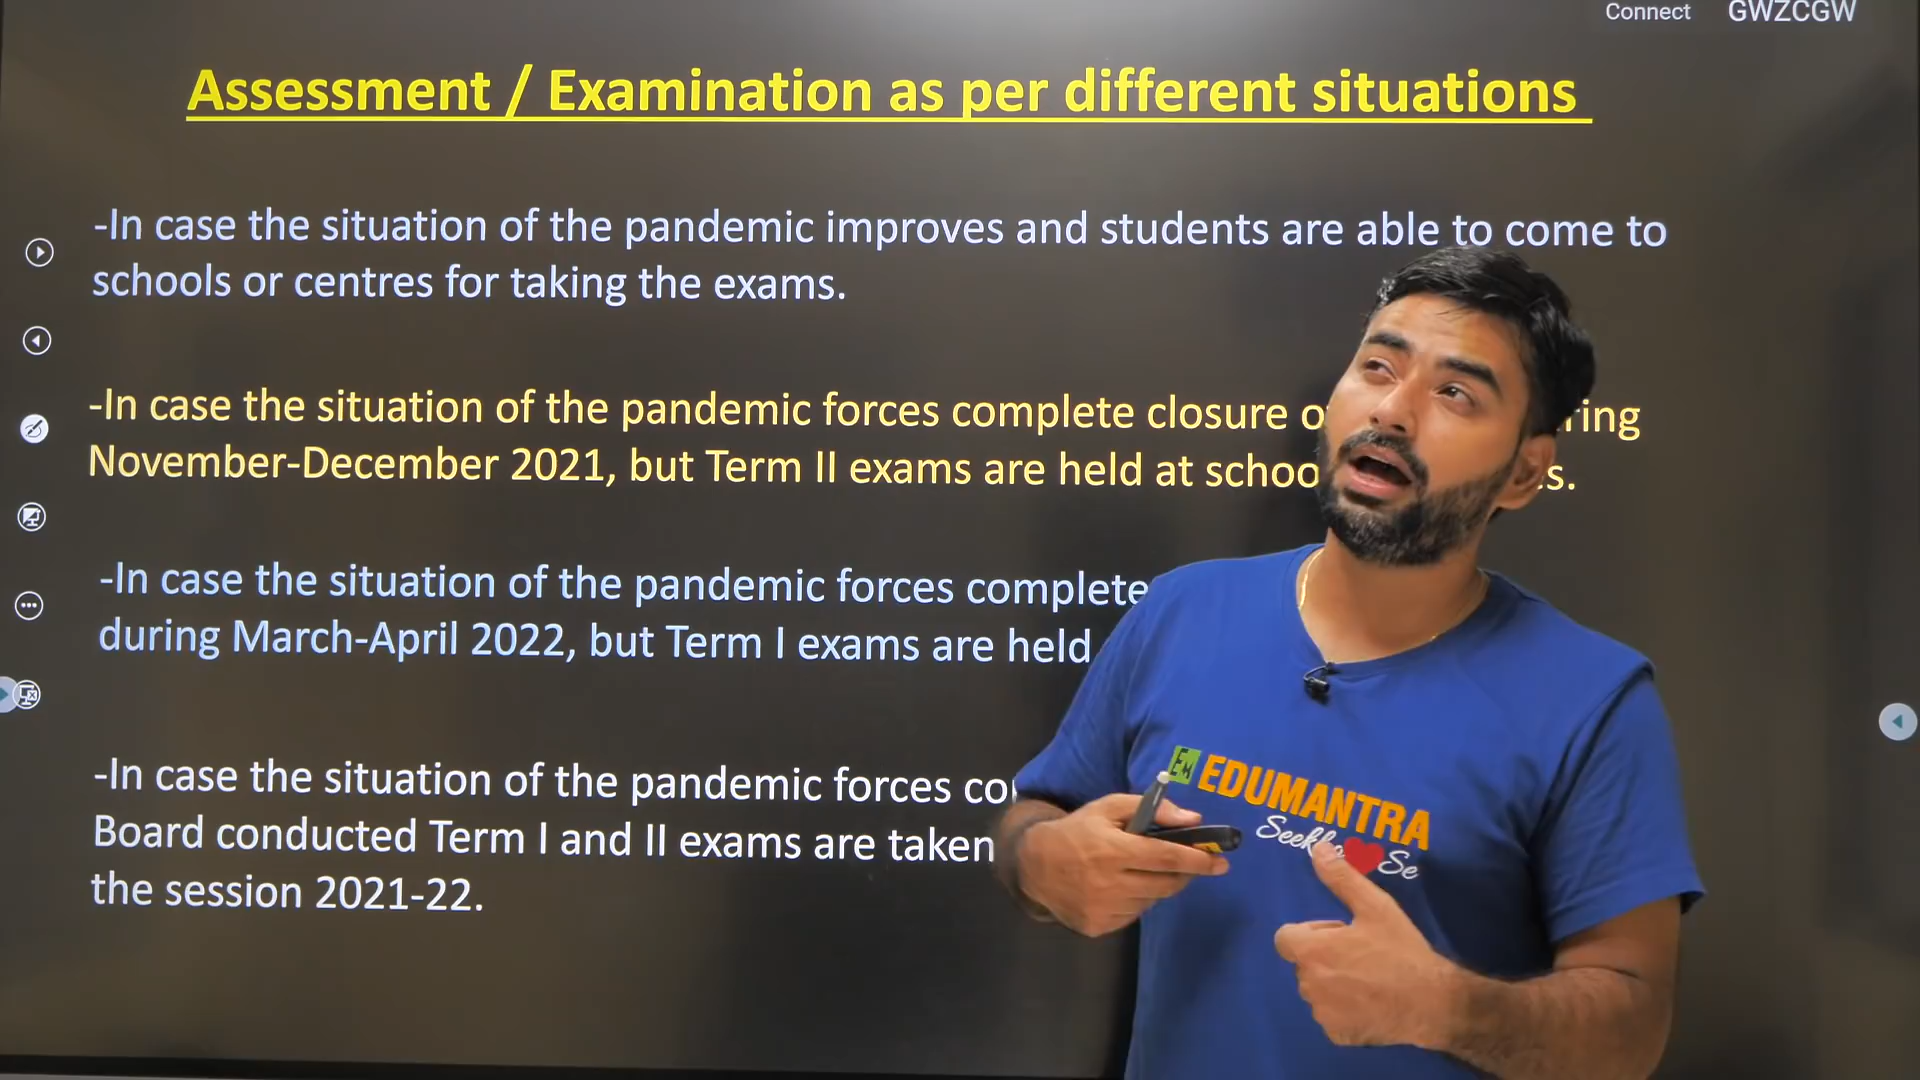 Connect GWZCGW
Assessment / Examination as per different situations
-In case the situation of the pandemic improves and students are able to come to
schools or centres for taking the exams.
-In case the situation of the pandemic forces complete closure
November-December 2021, but Term II exams are held at
-In case the situation of the pandemic forces complete
during March-April 2022, but Term I exams are held
-In case the situation of the pandemic forces
Board conducted Term I and II exams are taken
the session 2021-22.
EM EDUMANTRA
Se